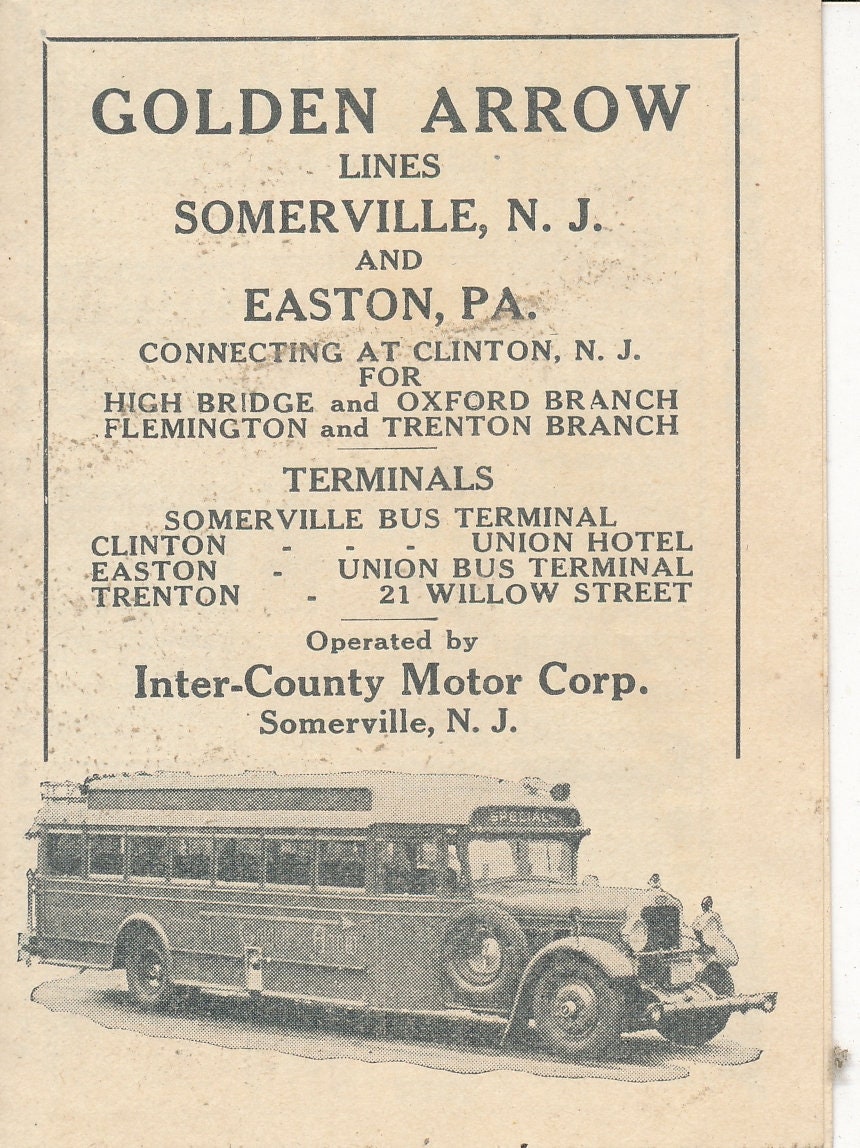 GOLDEN ARROW
LINES
SOMERVILLE, N. J.
AND
EASTON, PA.
CONNECTING AT CLINTON, N. J.
FOR
HIGH BRIDGE and OXFORD BRANCH
FLEMINGTON and TRENTON BRANCH
TERMINALS
SOMERVILLE BUS TERMINAL
CLINTON - - - UNION HOTEL
EASTON - UNION BUS TERMINAL
TRENTON - 21 WILLOW STREET
Operated by
Inter-County Motor Corp.
Somerville, N. J.
SPECIAL